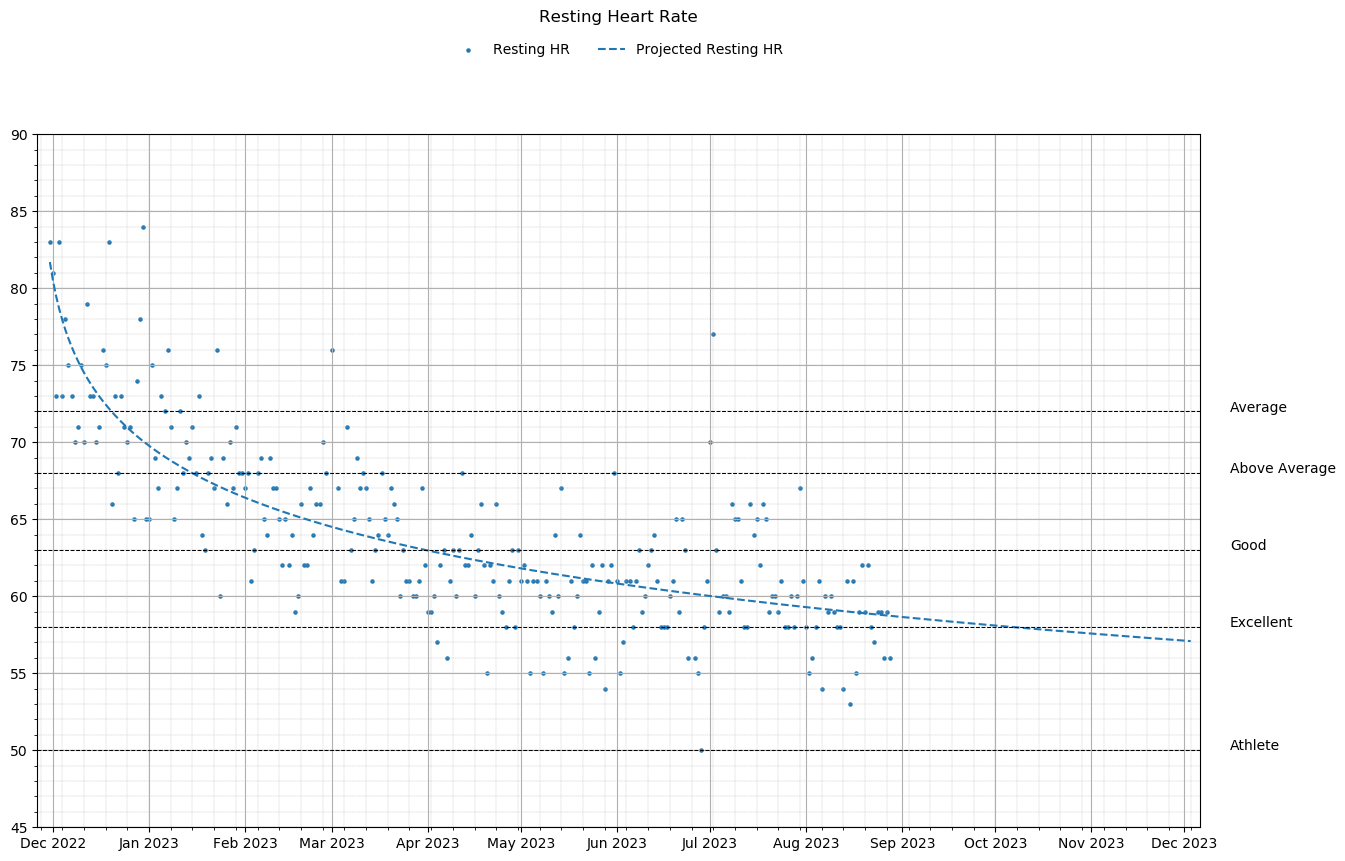 Resting Heart Rate
Resting HR Projected Resting HR
90
85
80
75
70
65
60
55
50
45
Average
Above Average
Good
Excellent
Athlete
Dec 2022 Jan 2023 Feb 2023 Mar 2023 Apr 2023 May 2023 Jun 2023 Jul 2023 Aug 2023 Sep 2023 Oct 2023 Nov 2023 Dec 2023